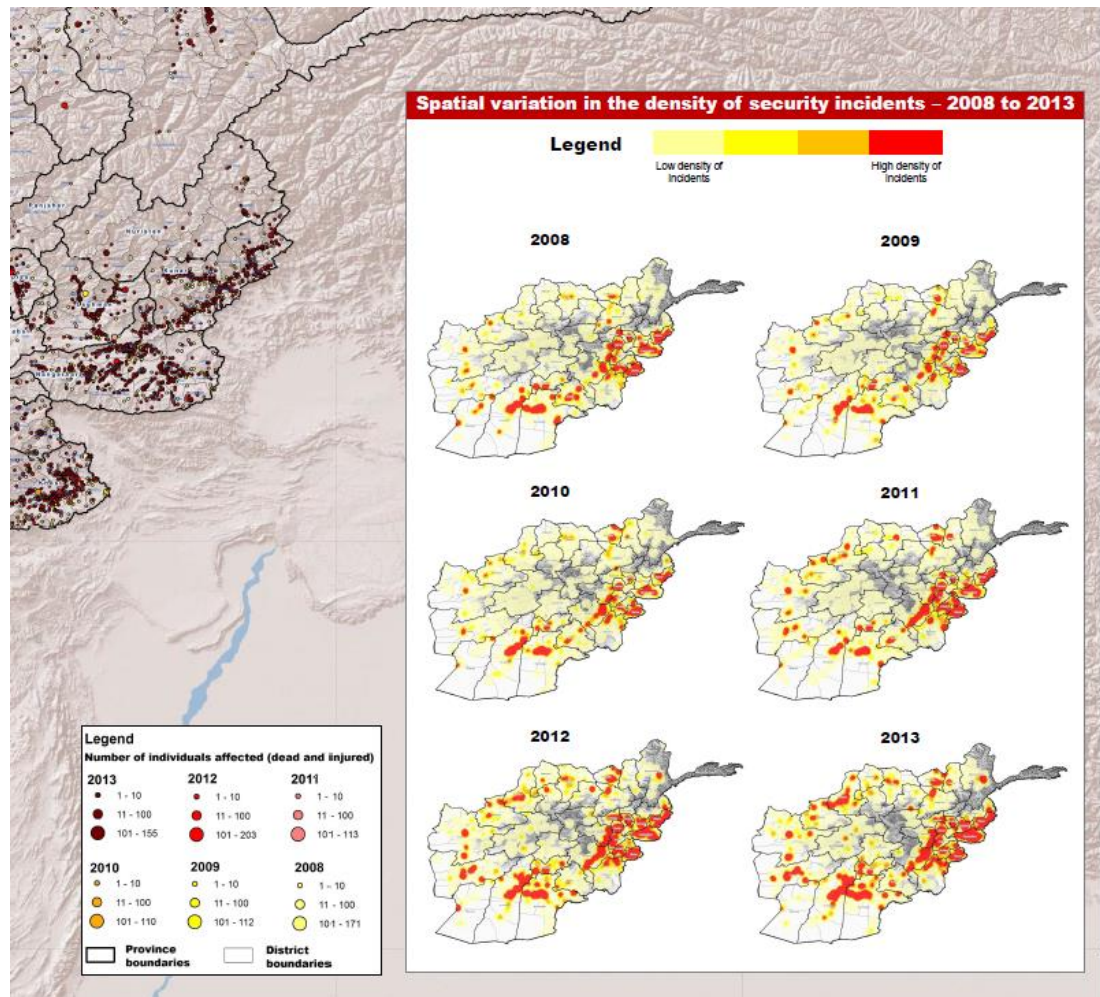 Spatial variation in the density of security incidents – 2008 to 2013
Legend
Low density of
Incidents
High density of
Incidents
2008
2009
2010
2011
2012
2013
Panjsher
Nuristan
Legend
Number of individuals affected (dead and injured)
2013
1 - 10
11 - 100
101 - 155
2012
1 - 10
11 - 100
101 - 203
2011
1 - 10
11 - 100
101 - 113
2010
1 - 10
11 - 100
101 - 110
2009
1 - 10
11 - 100
101 - 112
2008
1 - 10
11 - 100
101 - 171
Province
boundaries
District
boundaries